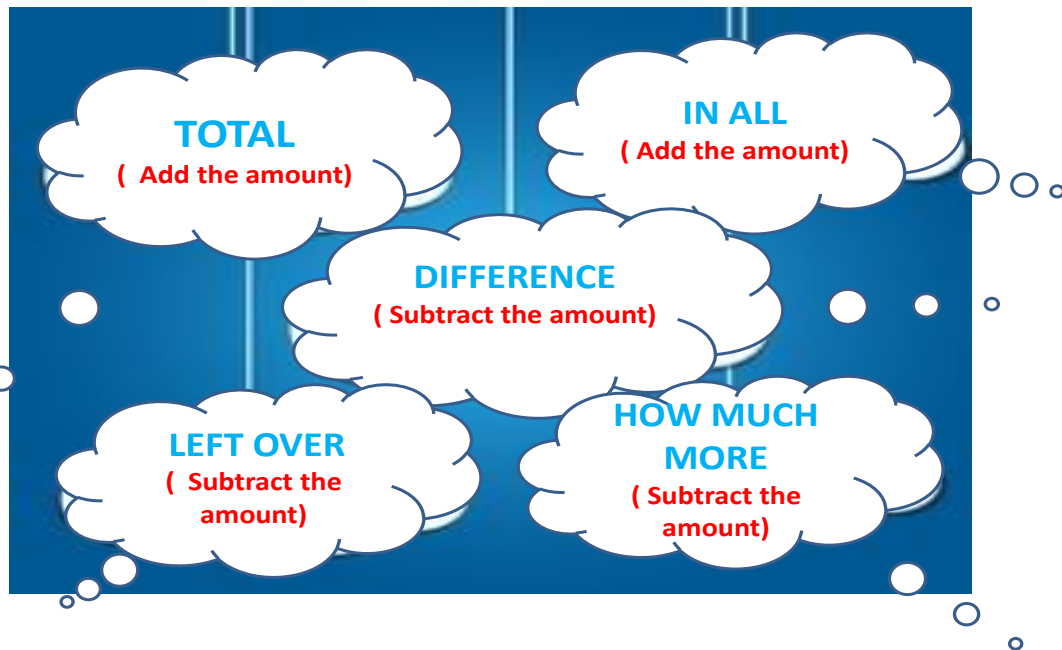 TOTAL
( Add the amount)
IN ALL
( Add the amount)
DIFFERENCE
( Subtract the amount)
LEFT OVER
( Subtract the
amount)
HOW MUCH
MORE
( Subtract the
amount)